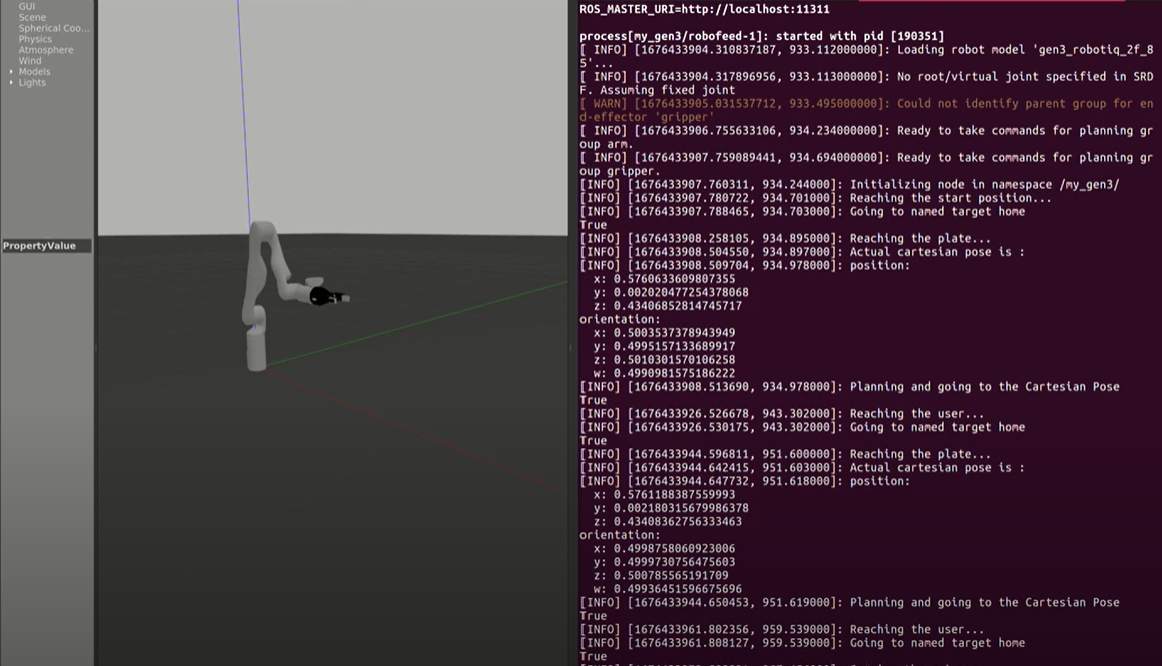 GUI
Scene
Spherical Coo...
Physics
Atmosphere
Wind
Models
Lights
PropertyValue
ROS_MASTER_URI=http://localhost:11311
process[my_gen3/robofeed-1]: started with pid [190351]
[ INFO] [1676433904.310837187, 933.112000000]: Loading robot model 'gen3_robotiq_2f_8
5'...
[ INFO] [1676433904.317896956, 933.113000000]: No root/virtual joint specified in SRD
F. Assuming fixed joint
[ WARN] [1676433905.031537712, 933.495000000]: Could not identify parent group for en
d-effector 'gripper'
[ INFO] [1676433906.755633106, 934.234000000]: Ready to take commands for planning gr
oup arm.
[ INFO] [1676433907.759089441, 934.694000000]: Ready to take commands for planning gr
oup gripper.
[INFO] [1676433907.760311, 934.244000]: Initializing node in namespace /my_gen3/
[INFO] [1676433907.780722, 934.701000]: Reaching the start position...
[INFO] [1676433907.788465, 934.703000]: Going to named target home
True
[INFO] [1676433908.258105, 934.895000]: Reaching the plate...
[INFO] [1676433908.504550, 934.897000]: Actual cartesian pose is :
[INFO] [1676433908.509704, 934.978000]: position:
x: 0.5760633609807355
y: 0.002020477254378068
z: 0.43406852814745717
orientation:
x: 0.5003537378943949
y: 0.4995157133689917
z: 0.5010301570106258
w: 0.4990981575186222
[INFO] [1676433908.513690, 934.978000]: Planning and going to the Cartesian Pose
True
[INFO] [1676433926.526678, 943.302000]: Reaching the user...
[INFO] [1676433926.530175, 943.302000]: Going to named target home
True
[INFO] [1676433944.596811, 951.600000]: Reaching the plate...
[INFO] [1676433944.642415, 951.603000]: Actual cartesian pose is :
[INFO] [1676433944.647732, 951.618000]: position:
x: 0.5761188387559993
y: 0.002180315679986378
z: 0.43408362756333463
orientation:
x: 0.4998758060923006
y: 0.4999730756475603
z: 0.500785565191709
w: 0.49936451596675696
[INFO] [1676433944.650453, 951.619000]: Planning and going to the Cartesian Pose
True
[INFO] [1676433961.802356, 959.539000]: Reaching the user...
[INFO] [1676433961.808127, 959.543000]: Going to named target home
True